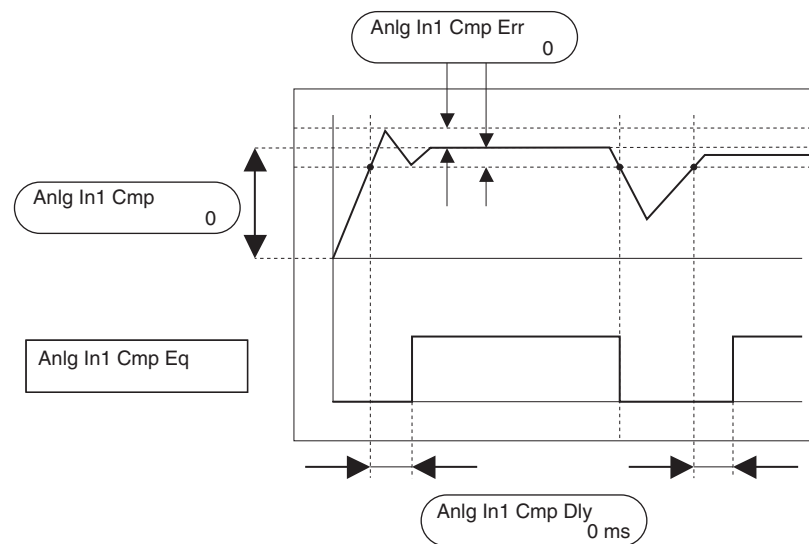 Anlg In1 Cmp Err
0
Anlg In1 Cmp
0
Anlg In1 Cmp Eq
Anlg In1 Cmp Dly
0 ms